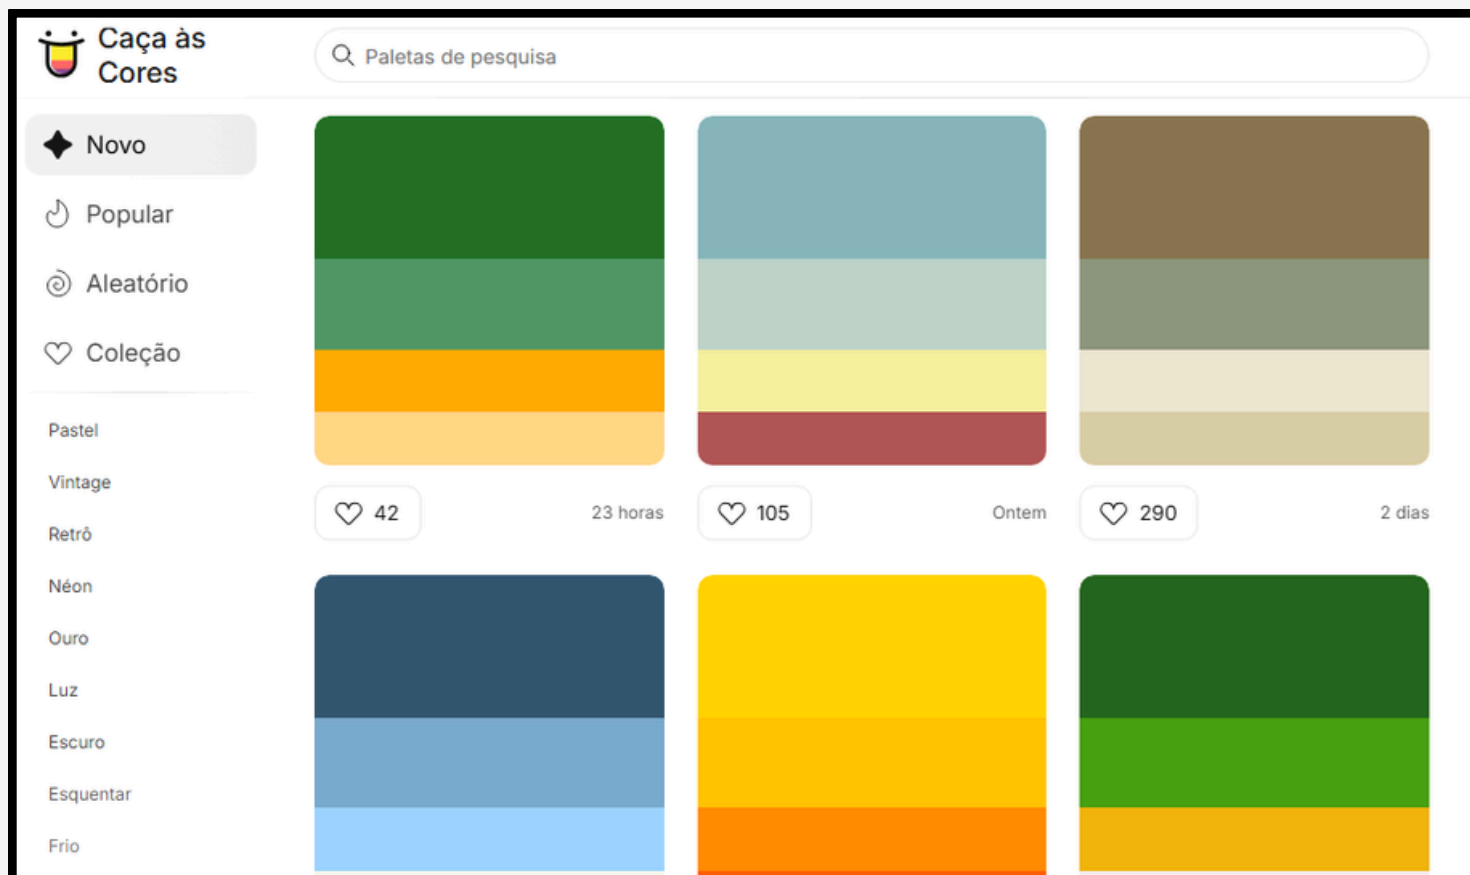 Caça às
Cores
Paletas de pesquisa
Novo
Popular
Aleatório
Coleção
Pastel
Vintage
Retrô
Néon
Ouro
Luz
Escuro
Esquentar
Frio
42
23 horas
105
Ontem
290
2 dias